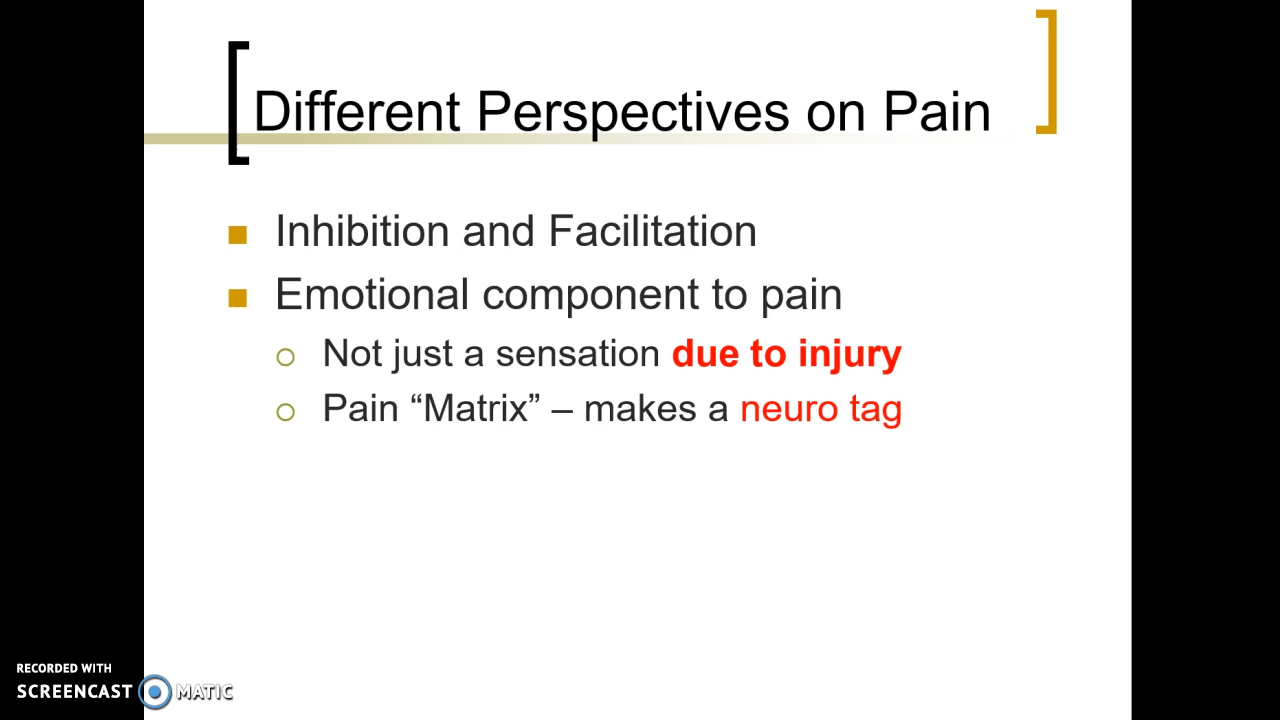 Different Perspectives on Pain
Inhibition and Facilitation
Emotional component to pain
Not just a sensation due to injury
Pain “Matrix” – makes a neuro tag
RECORDED WITH
SCREENCAST MATIC